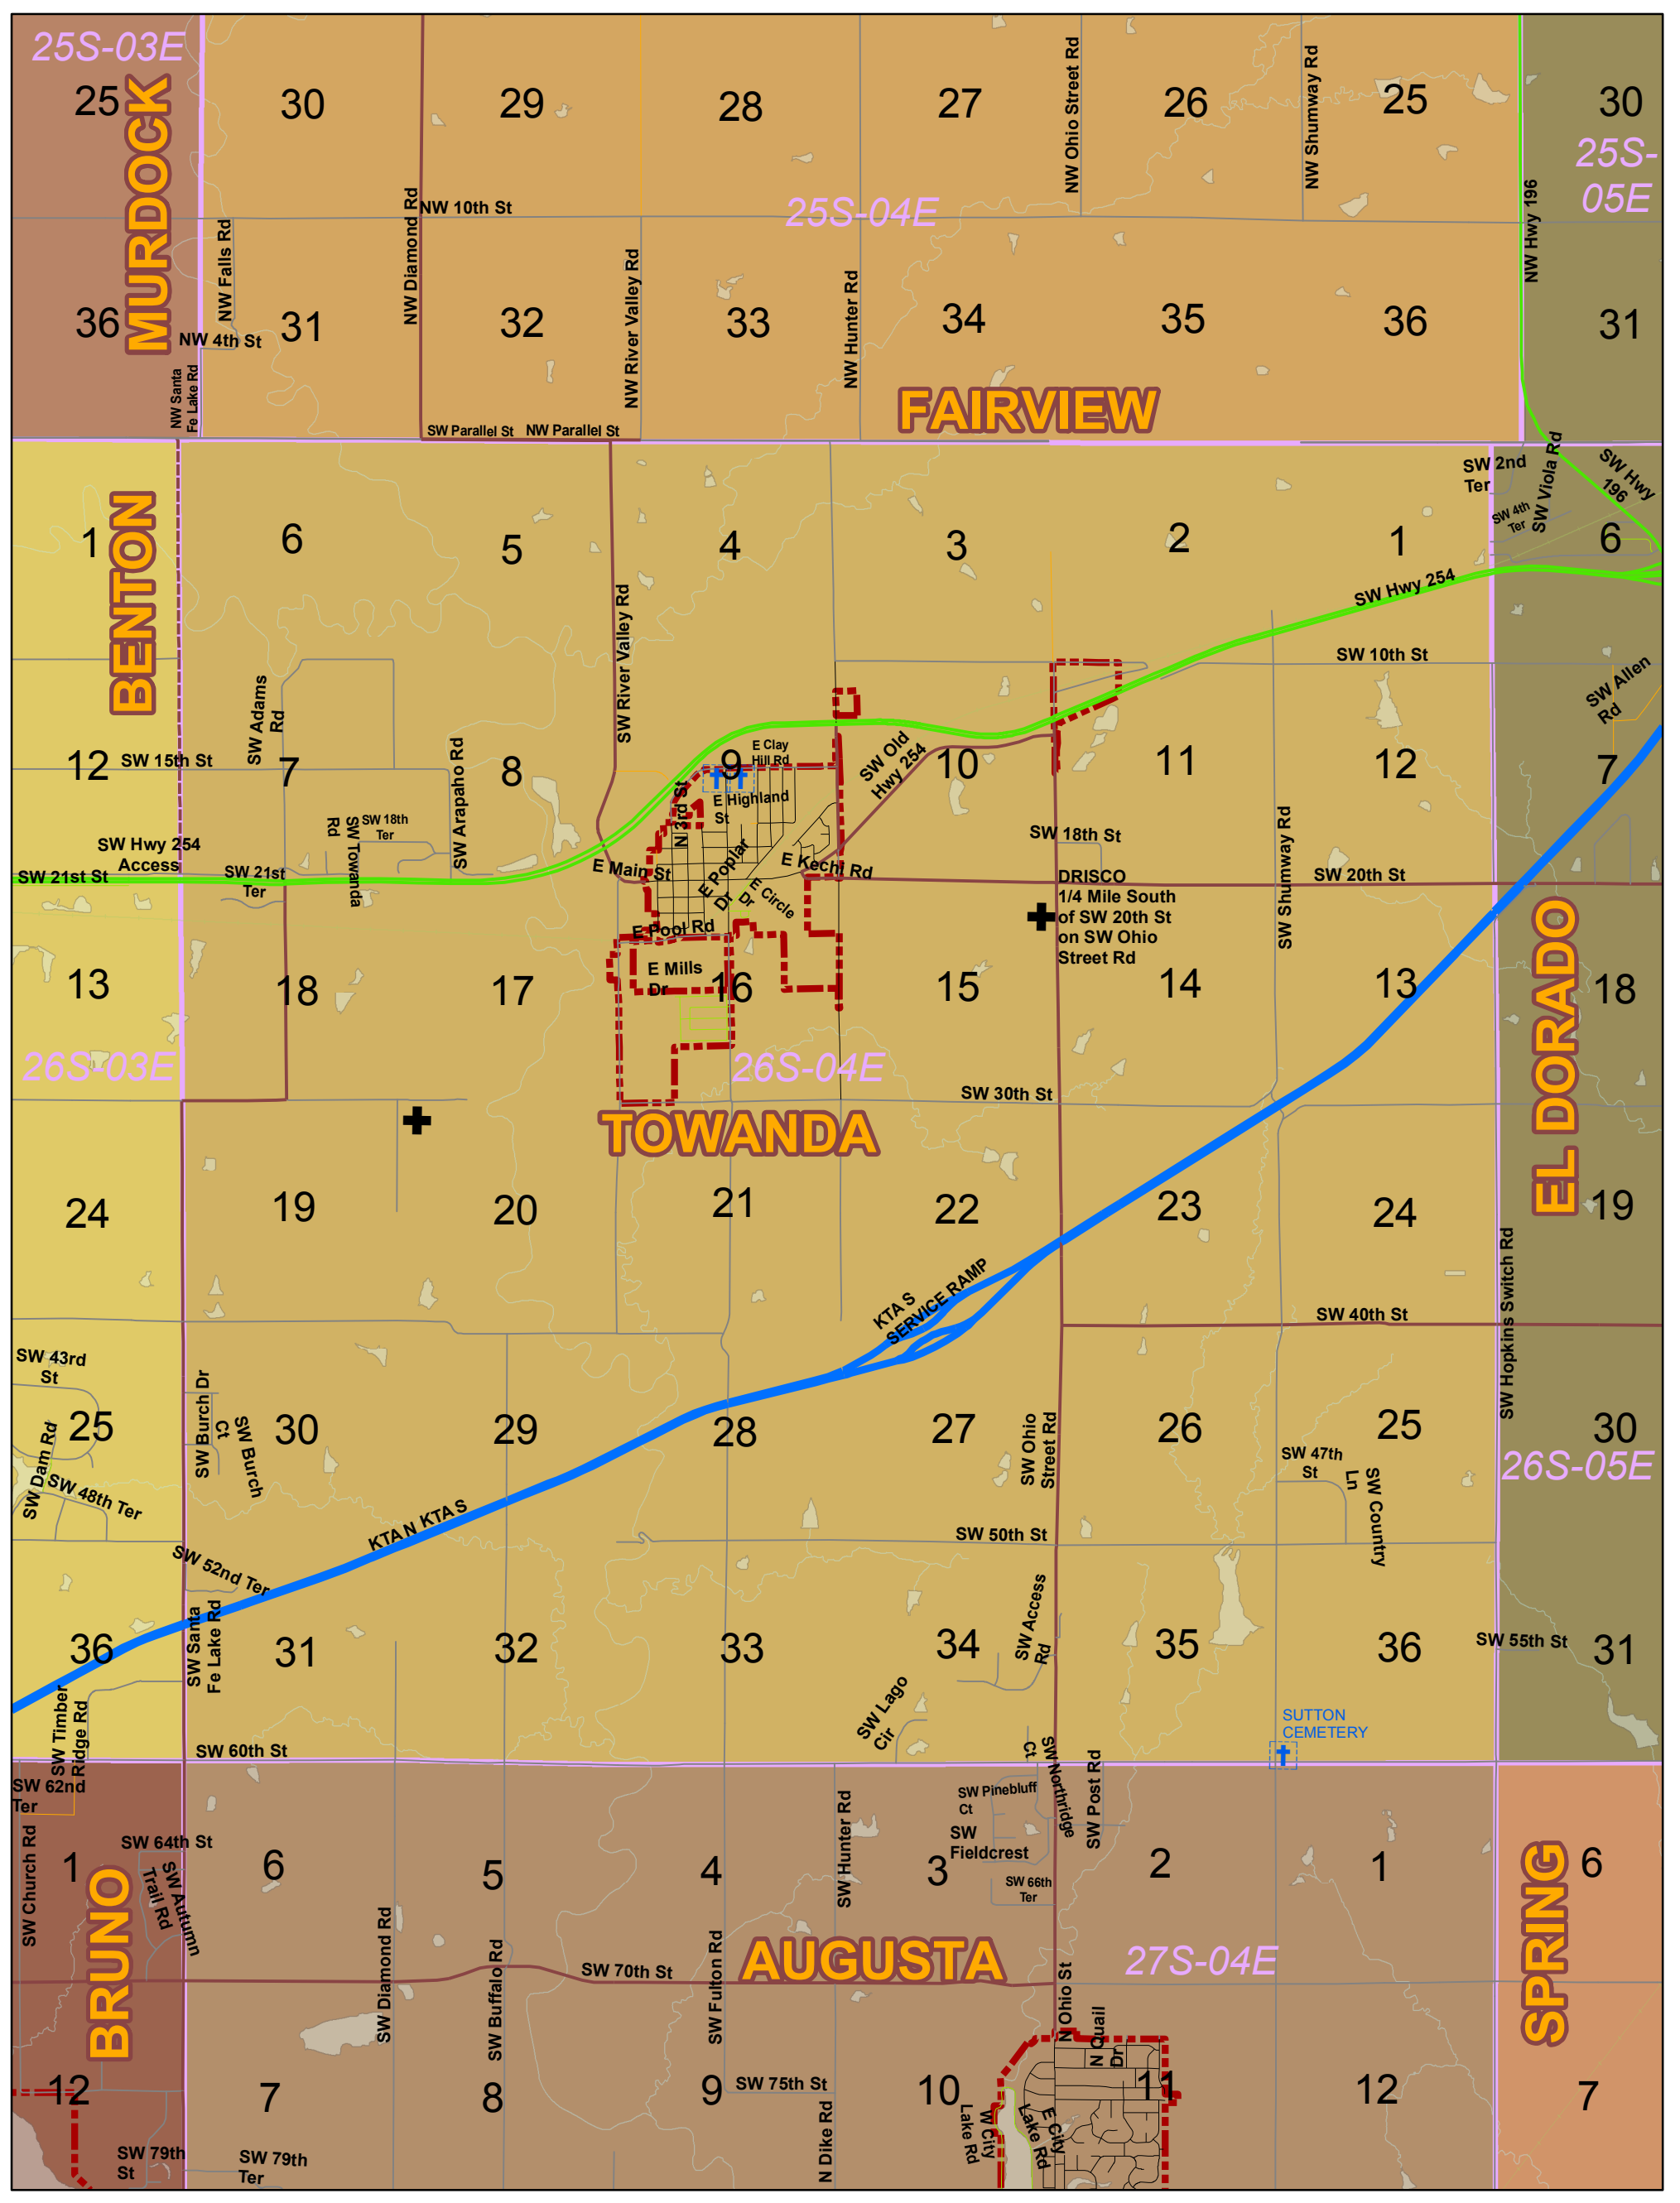 25S-03E
25
30
29
28
27
NW Ohio Street Rd
26
NW Shumway Rd
25
30
25S-
05E
MURDOCK
NW 10th St
25S-04E
NW Hwy 196
NW Falls Rd
NW Diamond Rd
NW River Valley Rd
NW Hunter Rd
36
31
32
33
34
35
36
31
NW 4th St
NW Santa
Fe Lake Rd
SW Parallel St
NW Parallel St
FAIRVIEW
SW 2nd
Ter
SW Viola Rd
SW Hwy
196
SW 4th
Ter
BENTON
1
6
5
4
3
2
1
6
SW River Valley Rd
SW Hwy 254
SW 10th St
SW Allen
Rd
SW Adams
Rd
E Clay
Hill Rd
SW Old
Hwy 254
12
SW 15th St
7
SW Arapaho Rd
8
9
10
11
12
7
E Highland
St
N 3rd St
SW Shumway Rd
SW Towanda
Rd
SW 18th
Ter
SW 18th St
SW Hwy 254
Access
E Poplar
Dr
E Kechi Rd
E Main St
SW 21st St
SW 21st
Ter
E Circle
Dr
DRISCO
1/4 Mile South
of SW 20th St
on SW Ohio
Street Rd
SW 20th St
E Pool Rd
E Mills
Dr
13
18
17
16
15
14
13
18
EL DORADO
26S-03E
26S-04E
SW 30th St
TOWANDA
24
19
20
21
22
23
24
19
KTA S
SERVICE RAMP
SW 40th St
SW Hopkins Switch Rd
SW 43rd
St
SW Burch Dr
SW Burch
Ct
25
30
29
28
27
26
25
30
SW Dam Rd
SW 48th Ter
SW Ohio
Street Rd
SW 47th
St
SW Country
Ln
26S-05E
KTA N KTA S
SW 50th St
SW 52nd Ter
SW Santa
Fe Lake Rd
SW Access
Rd
36
31
32
33
34
35
36
SW 55th St
31
SW Timber
Ridge Rd
SW Lago
Cir
SUTTON
CEMETERY
SW 60th St
SW Northridge
Ct
SW Post Rd
SW 62nd
Ter
SW Pinebluff
Ct
SW Church Rd
SW 64th St
SW Autumn
Trail Rd
SW Hunter Rd
SW
Fieldcrest
1
6
5
4
3
2
1
6
SW 66th
Ter
BRUNO
SW Diamond Rd
SW Buffalo Rd
SW 70th St
SW Fulton Rd
AUGUSTA
27S-04E
SPRING
N Ohio St
N Quail
Dr
12
7
8
9
SW 75th St
10
11
12
7
N Dike Rd
W City
Lake Rd
E City
Lake Rd
SW 79th
St
SW 79th
Ter